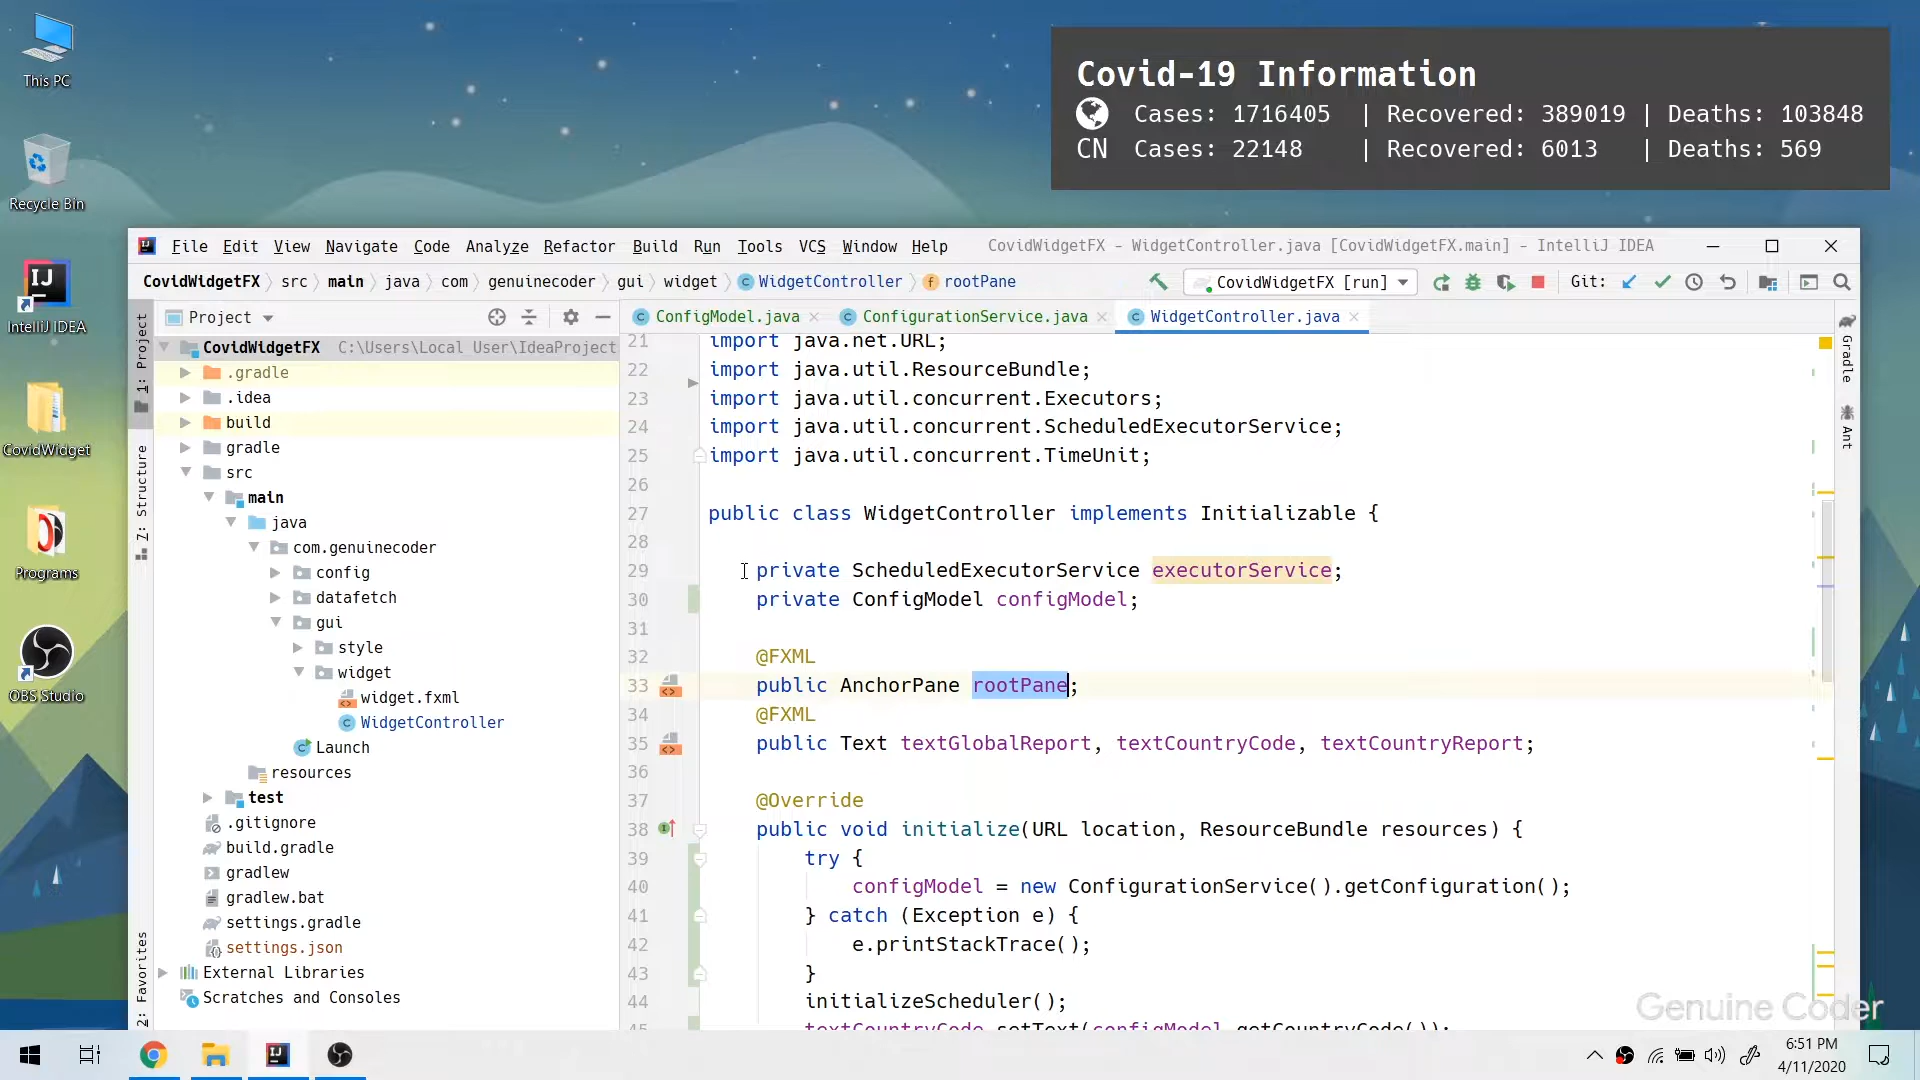 This PC
Recycle Bin
IntelliJ IDEA
CovidWidget
Programs
OBS Studio
Covid-19 Information
Cases: 1716405 | Recovered: 389019 | Deaths: 103848
CN Cases: 22148 | Recovered: 6013 | Deaths: 569
File Edit View Navigate Code Analyze Refactor Build Run Tools VCS Window Help CovidWidgetFX - WidgetController.java [CovidWidgetFX.main] - IntelliJ IDEA
CovidWidgetFX src main java com genuinecoder gui widget WidgetController rootPane CovidWidgetFX [run] Git:
1: Project
7: Structure
2: Favorites
Project
CovidWidgetFX C:\Users\Local User\IdeaProject
.gradle
.idea
build
gradle
src
main
java
com.genuinecoder
config
datafetch
gui
style
widget
widget.fxml
WidgetController
Launch
resources
test
.gitignore
build.gradle
gradlew
gradlew.bat
settings.gradle
settings.json
External Libraries
Scratches and Consoles
ConfigModel.java ConfigurationService.java WidgetController.java
21 import java.net.URL;
22 import java.util.ResourceBundle;
23 import java.util.concurrent.Executors;
24 import java.util.concurrent.ScheduledExecutorService;
25 import java.util.concurrent.TimeUnit;
26
27 public class WidgetController implements Initializable {
28
29 private ScheduledExecutorService executorService;
30 private ConfigModel configModel;
31
32 @FXML
33 public AnchorPane rootPane;
34 @FXML
35 public Text textGlobalReport, textCountryCode, textCountryReport;
36
37 @Override
38 public void initialize(URL location, ResourceBundle resources) {
39 try {
40 configModel = new ConfigurationService().getConfiguration();
41 } catch (Exception e) {
42 e.printStackTrace();
43 }
44 initializeScheduler();
45 textCountryCode.setText(configModel.getCountryCode());
Gradle
Ant
Genuine Coder
6:51 PM
4/11/2020